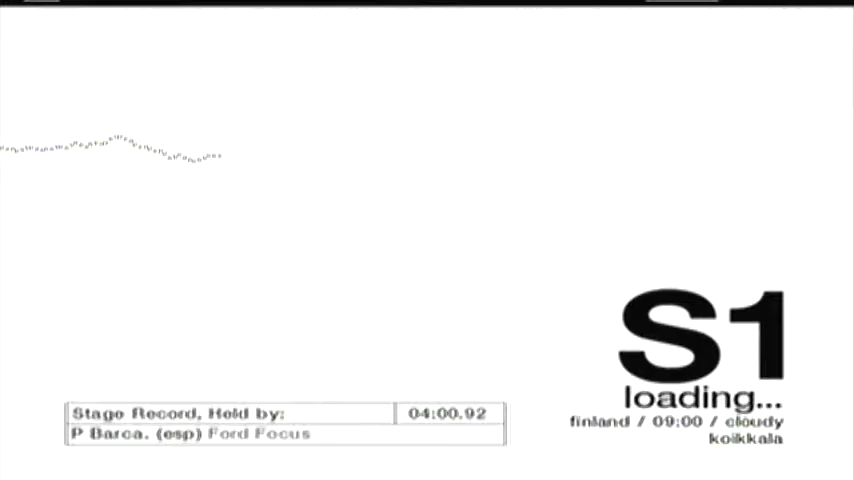 S1
loading...
finland / 09:00 / cloudy
koikkala
Stage Record, Held by: 04:00.92
P Barca. (esp) Ford Focus